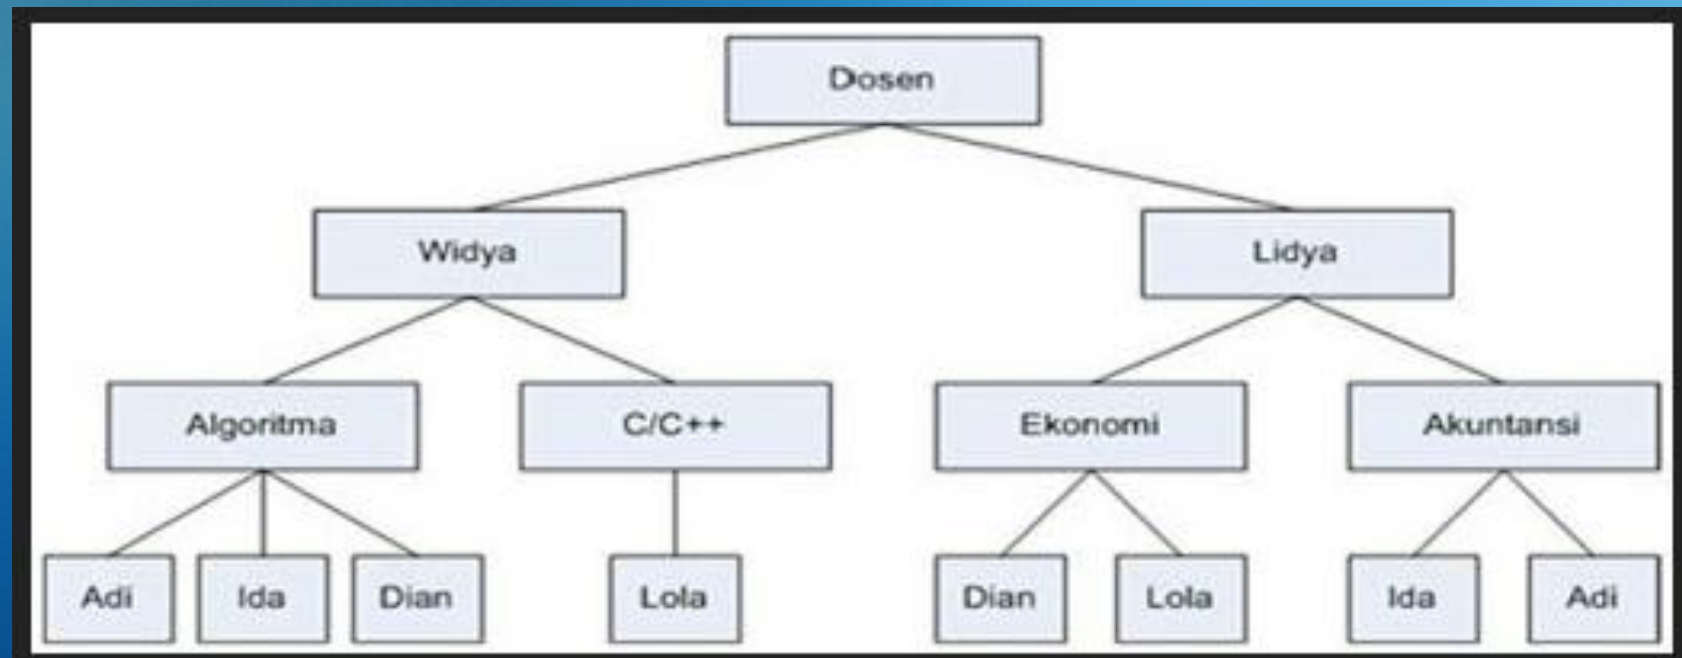 Dosen
Widya
Lidya
Algoritma
C/C++
Ekonomi
Akuntansi
Adi
Ida
Dian
Lola
Dian
Lola
Ida
Adi